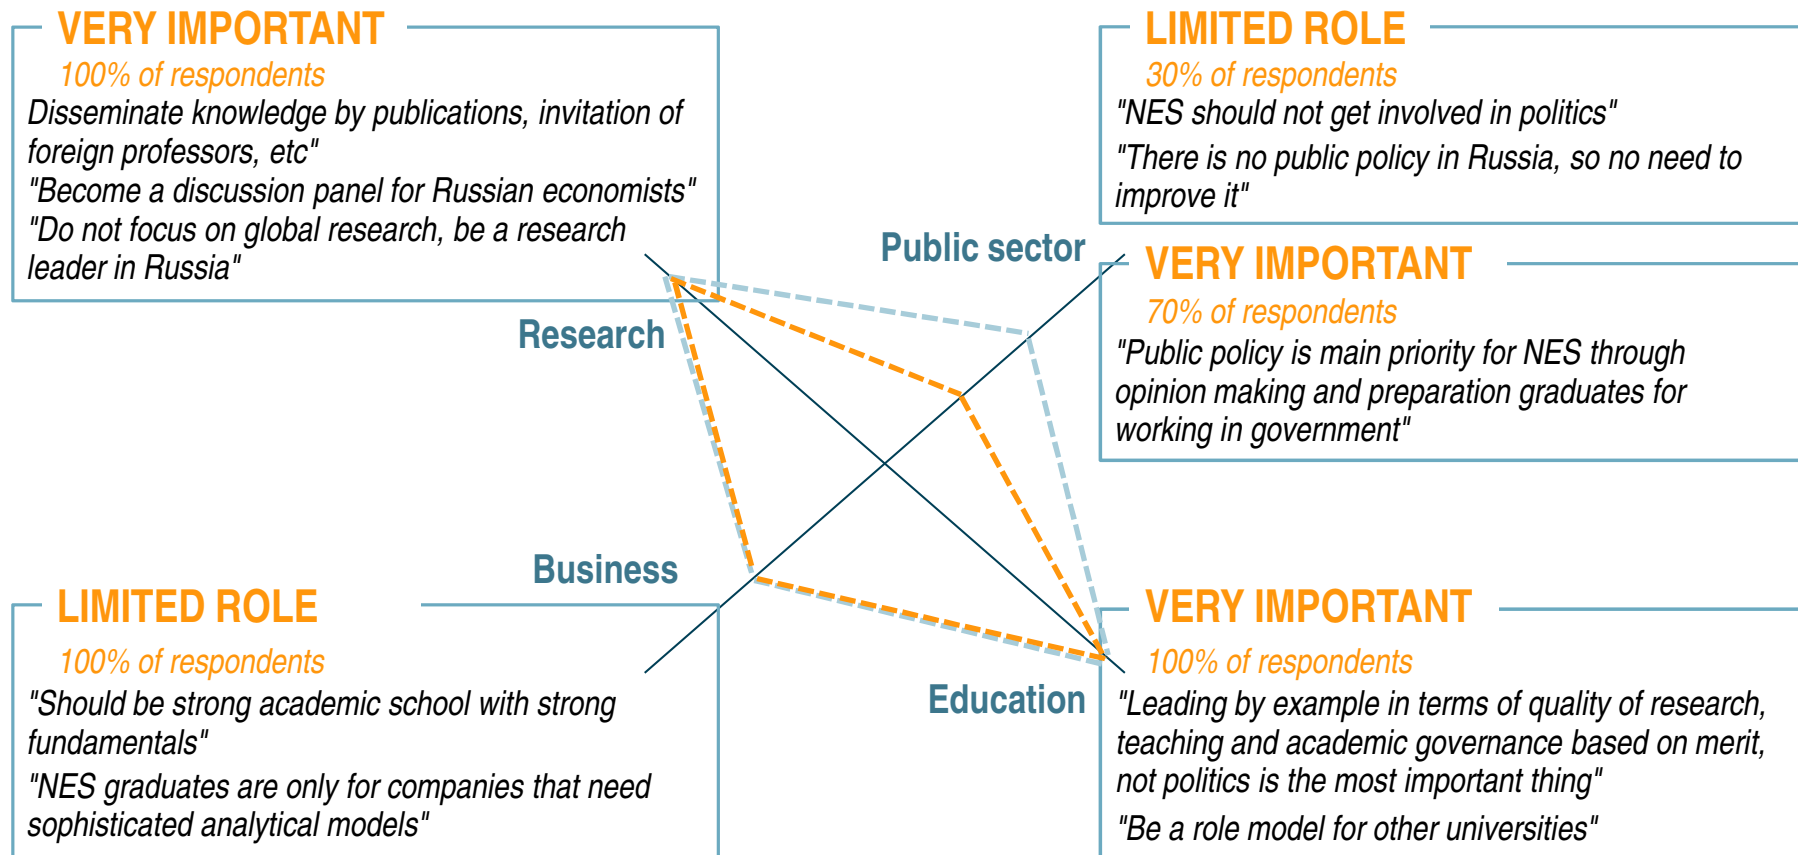 VERY IMPORTANT
100% of respondents
Disseminate knowledge by publications, invitation of
foreign professors, etc"
"Become a discussion panel for Russian economists"
"Do not focus on global research, be a research
leader in Russia"
LIMITED ROLE
30% of respondents
"NES should not get involved in politics"
"There is no public policy in Russia, so no need to
improve it"
Public sector
VERY IMPORTANT
70% of respondents
"Public policy is main priority for NES through
opinion making and preparation graduates for
working in government"
Research
Business
LIMITED ROLE
100% of respondents
"Should be strong academic school with strong
fundamentals"
"NES graduates are only for companies that need
sophisticated analytical models"
Education
VERY IMPORTANT
100% of respondents
"Leading by example in terms of quality of research,
teaching and academic governance based on merit,
not politics is the most important thing"
"Be a role model for other universities"